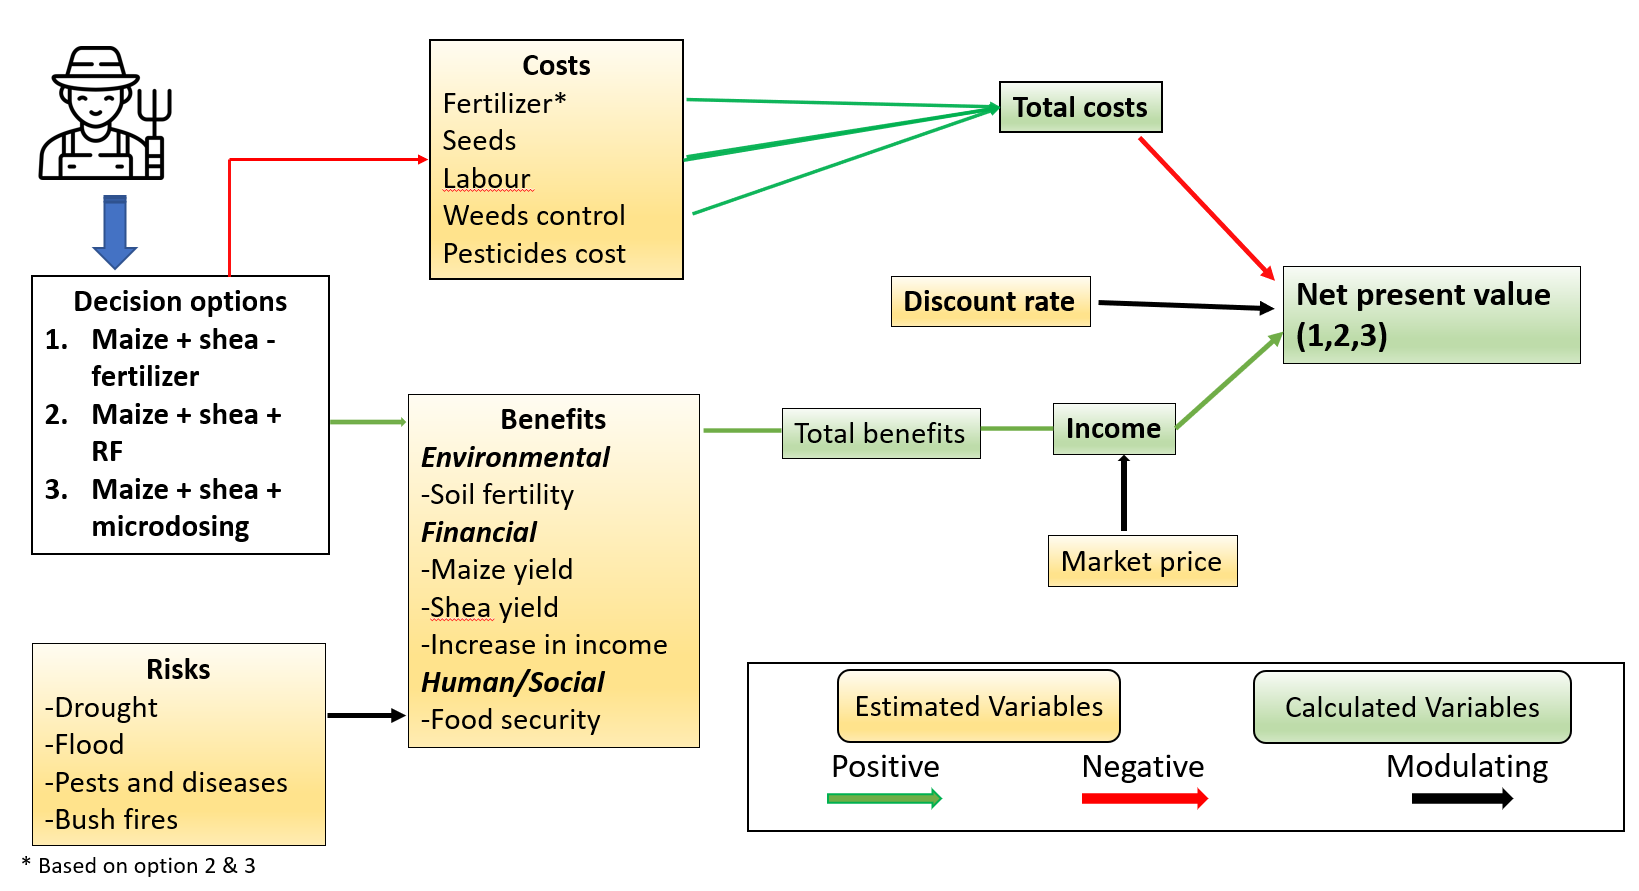 Costs
Fertilizer*
Seeds
Labour
Weeds control
Pesticides cost
Total costs
Decision options
1. Maize + shea -
fertilizer
2. Maize + shea +
RF
3. Maize + shea +
microdosing
Discount rate
Net present value
(1,2,3)
Benefits
Environmental
-Soil fertility
Financial
-Maize yield
-Shea yield
-Increase in income
Human/Social
-Food security
Total benefits
Income
Market price
Risks
-Drought
-Flood
-Pests and diseases
-Bush fires
* Based on option 2 & 3
Estimated Variables
Calculated Variables
Positive
Negative
Modulating